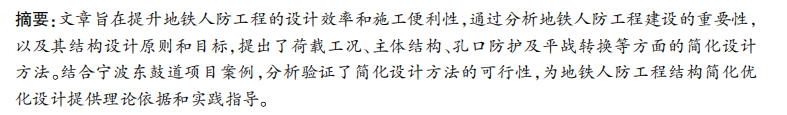 摘要:文章旨在提升地铁人防工程的设计效率和施工便利性,通过分析地铁人防工程建设的重要性,
以及其结构设计原则和目标,提出了荷载工况、主体结构、孔口防护及平战转换等方面的简化设计
方法。结合宁波东鼓道项目案例,分析验证了简化设计方法的可行性,为地铁人防工程结构简化优
化设计提供理论依据和实践指导。